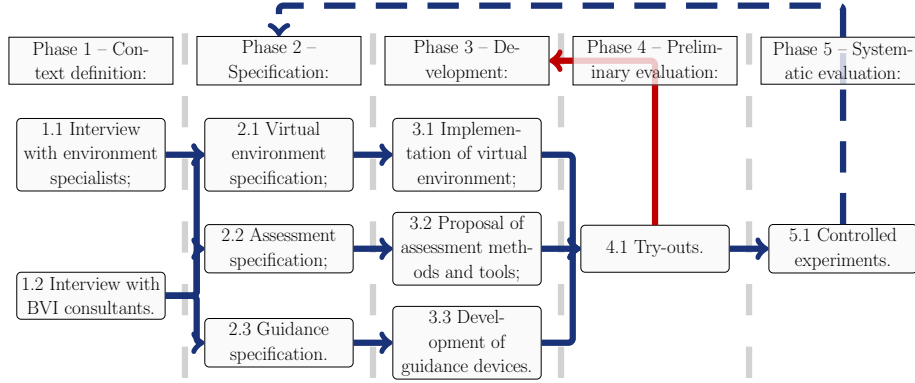 Phase 1 – Con-
text definition:
Phase 2 –
Specification:
Phase 3 – De-
velopment:
Phase 4 – Prelim-
inary evaluation:
Phase 5 – System-
atic evaluation:
1.1 Interview
with environment
specialists;
1.2 Interview with
BVI consultants.
2.1 Virtual
environment
specification;
2.2 Assessment
specification;
2.3 Guidance
specification.
3.1 Implemen-
tation of virtual
environment;
3.2 Proposal of
assessment meth-
ods and tools;
3.3 Devel-
opment of
guidance devices.
4.1 Try-outs.
5.1 Controlled
experiments.